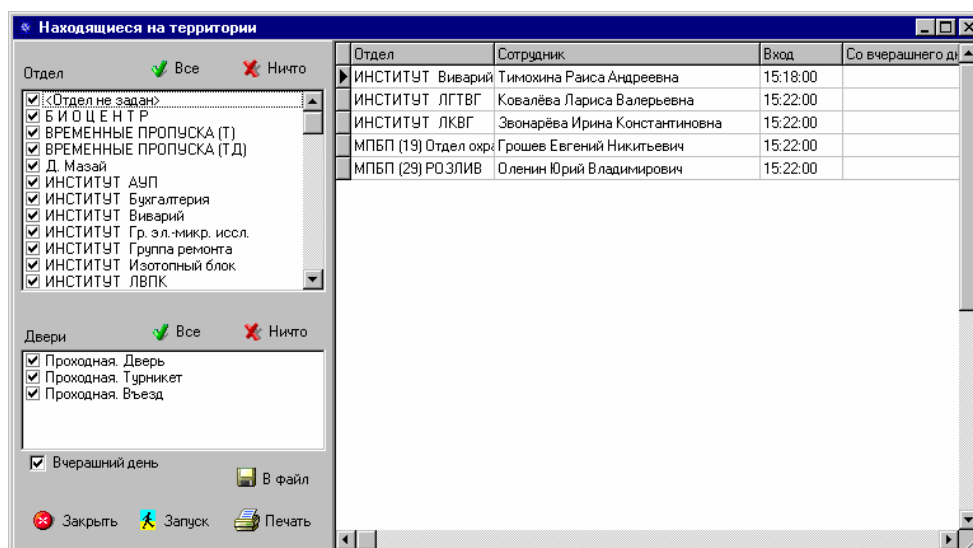 Находящиеся на территории
Отдел Все Ничто
<Отдел не задан>
Б И О Ц Е Н Т Р
ВРЕМЕННЫЕ ПРОПУСКА (Т)
ВРЕМЕННЫЕ ПРОПУСКА (Т Д)
Д. Мазай
ИНСТИТУТ АУП
ИНСТИТУТ Бухгалтерия
ИНСТИТУТ Виварий
ИНСТИТУТ Гр. эл.-микр. иссл.
ИНСТИТУТ Группа ремонта
ИНСТИТУТ Изотопный блок
ИНСТИТУТ ЛВПК
Двери Все Ничто
Проходная. Дверь
Проходная. Турникет
Проходная. Въезд
Вчерашний день
В файл
Закрыть Запуск Печать
Отдел Сотрудник Вход Со вчерашнего дн
ИНСТИТУТ Виварий Тимохина Раиса Андреевна 15:18:00
ИНСТИТУТ ЛГТВГ Ковалёва Лариса Валерьевна 15:22:00
ИНСТИТУТ ЛКВГ Звонарёва Ирина Константиновна 15:22:00
МПБП (19) Отдел охра Грошев Евгений Никитьевич 15:22:00
МПБП (29) РОЗЛИВ Оленин Юрий Владимирович 15:22:00